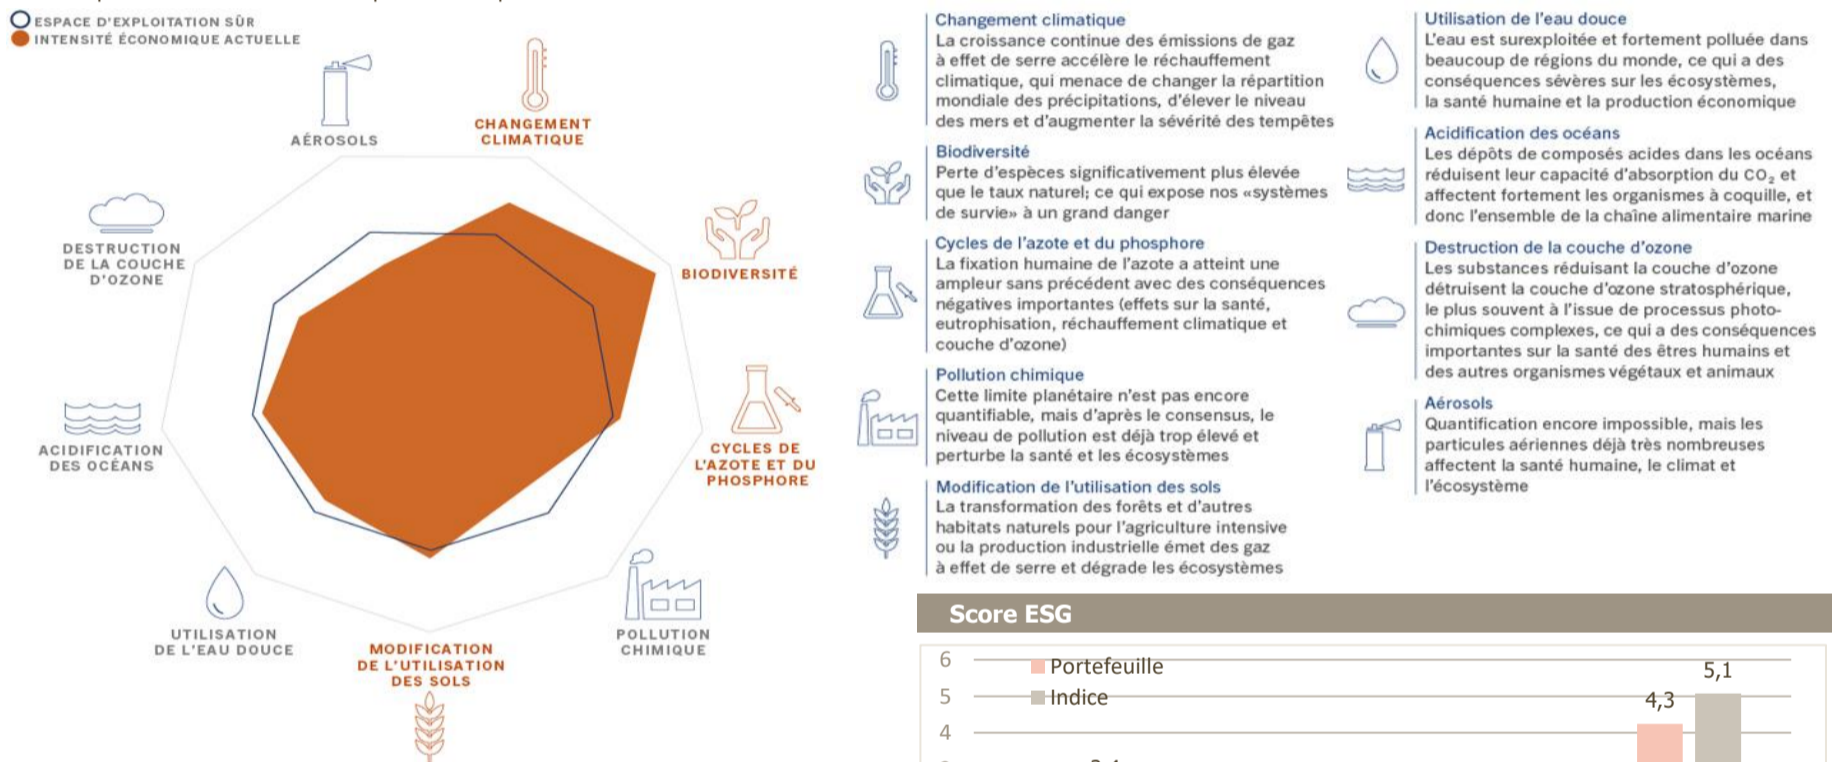 ESPACE D'EXPLOITATION SÛR
INTENSITÉ ÉCONOMIQUE ACTUELLE
AÉROSOLS
CHANGEMENT
CLIMATIQUE
DESTRUCTION
DE LA COUCHE
D'OZONE
BIODIVERSITÉ
ACIDIFICATION
DES OCÉANS
CYCLES DE
L'AZOTE ET DU
PHOSPHORE
UTILISATION
DE L'EAU DOUCE
MODIFICATION
DE L'UTILISATION
DES SOLS
POLLUTION
CHIMIQUE
Changement climatique
La croissance continue des émissions de gaz
à effet de serre accélère le réchauffement
climatique, qui menace de changer la répartition
mondiale des précipitations, d'élever le niveau
des mers et d'augmenter la sévérité des tempêtes
Biodiversité
Perte d'espèces significativement plus élevée
que le taux naturel; ce qui expose nos «systèmes
de survie» à un grand danger
Cycles de l'azote et du phosphore
La fixation humaine de l'azote a atteint une
ampleur sans précédent avec des conséquences
négatives importantes (effets sur la santé,
eutrophisation, réchauffement climatique et
couche d'ozone)
Pollution chimique
Cette limite planétaire n'est pas encore
quantifiable, mais d'après le consensus, le
niveau de pollution est déjà trop élevé et
perturbe la santé et les écosystèmes
Modification de l'utilisation des sols
La transformation des forêts et d'autres
habitats naturels pour l'agriculture intensive
ou la production industrielle émet des gaz
à effet de serre et dégrade les écosystèmes
Utilisation de l'eau douce
L'eau est surexploitée et fortement polluée dans
beaucoup de régions du monde, ce qui a des
conséquences sévères sur les écosystèmes,
la santé humaine et la production économique
Acidification des océans
Les dépôts de composés acides dans les océans
réduisent leur capacité d'absorption du CO₂ et
affectent fortement les organismes à coquille, et
donc l'ensemble de la chaîne alimentaire marine
Destruction de la couche d'ozone
Les substances réduisant la couche d'ozone
détruisent la couche d'ozone stratosphérique,
le plus souvent à l'issue de processus photo-
chimiques complexes, ce qui a des conséquences
importantes sur la santé des êtres humains et
des autres organismes végétaux et animaux
Aérosols
Quantification encore impossible, mais les
particules aériennes déjà très nombreuses
affectent la santé humaine, le climat et
l'écosystème
Score ESG
6
Portefeuille
5,1
5
Indice
4,3
4